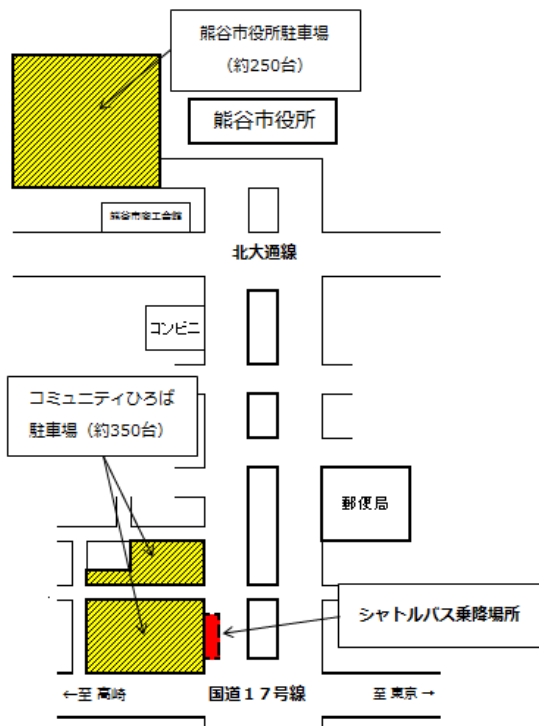 熊谷市役所駐車場
（約250台）
熊谷市役所
熊谷市商工会館
北大通線
コンビニ
コミュニティひろば
駐車場（約350台）
郵便局
シャトルバス乗降場所
←至 高崎
国道１７号線
至 東京 →